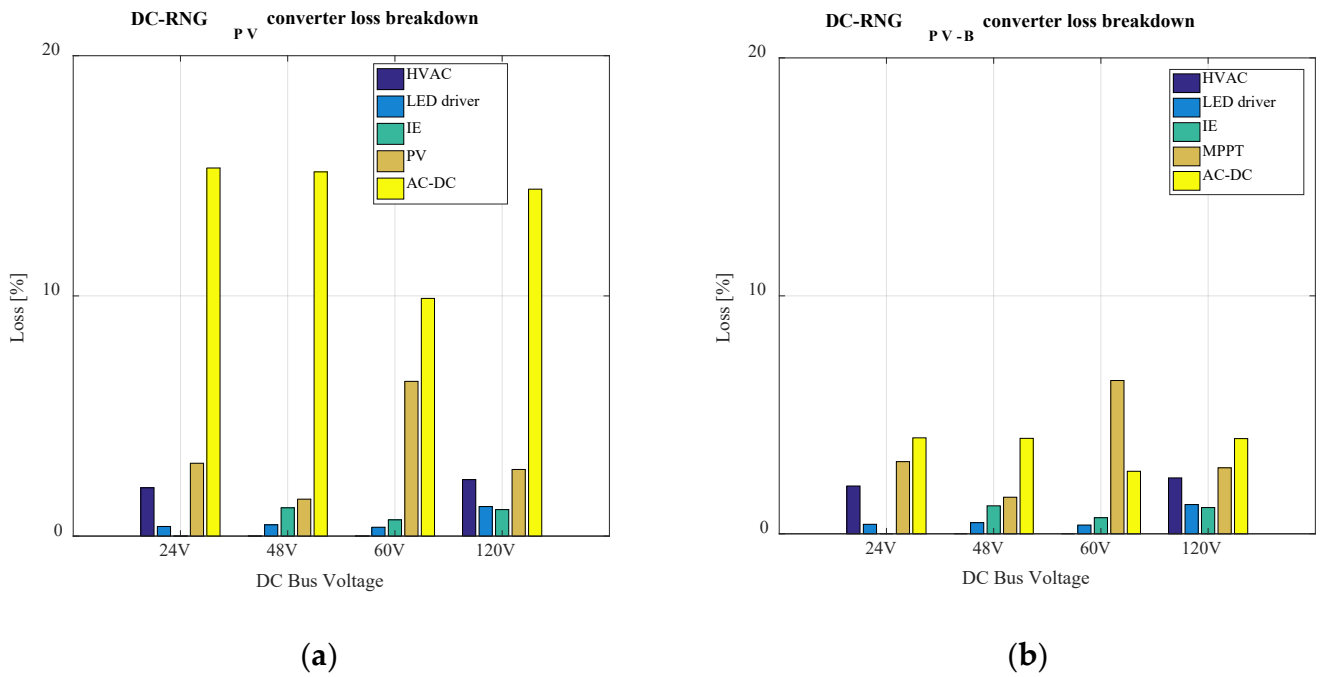 DC-RNG PV converter loss breakdown
20
10
0
Loss [%]
HVAC
LED driver
IE
PV
AC-DC
24V 48V 60V 120V
DC Bus Voltage
(a)
DC-RNG PV-B converter loss breakdown
20
10
0
Loss [%]
HVAC
LED driver
IE
MPPT
AC-DC
24V 48V 60V 120V
DC Bus Voltage
(b)